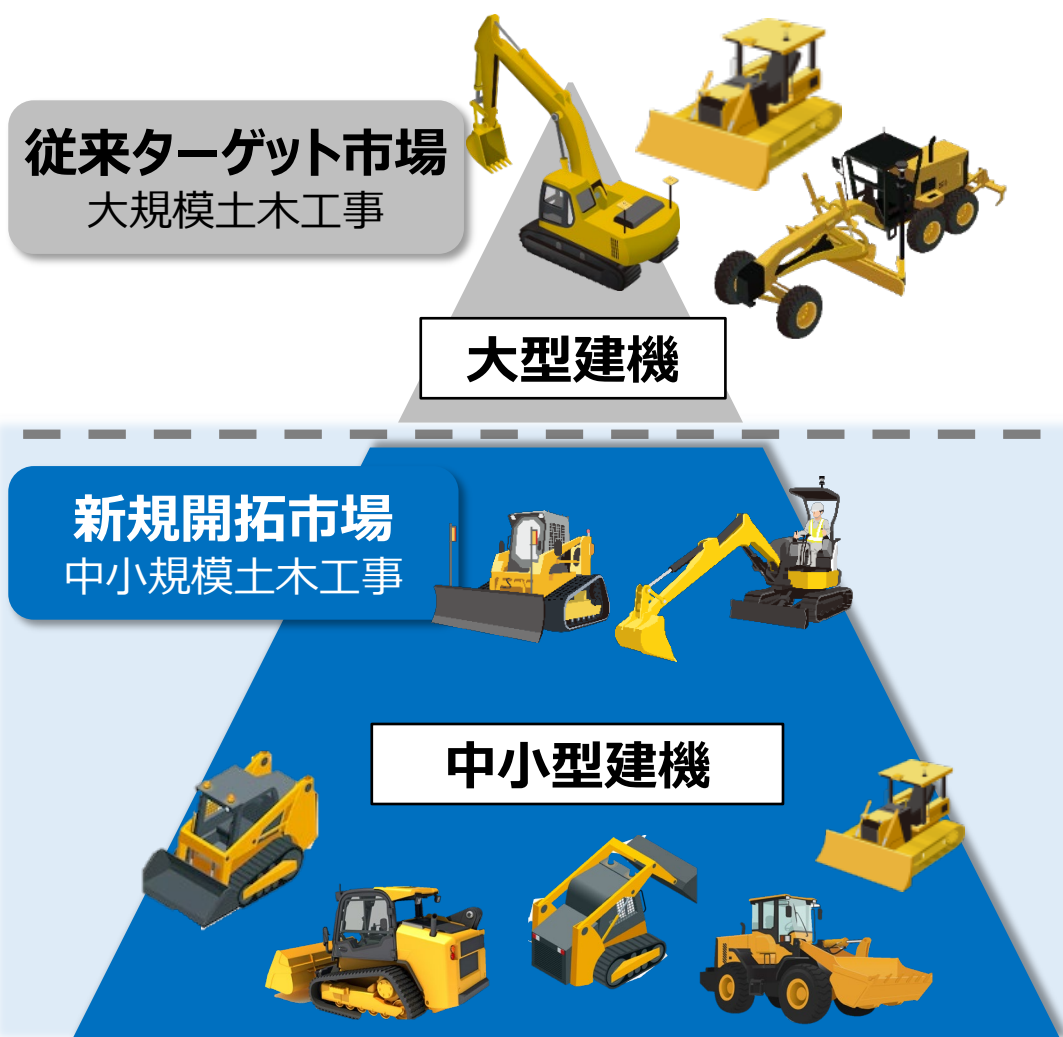 従来ターゲット市場
大規模土木工事
大型建機
新規開拓市場
中小規模土木工事
中小型建機